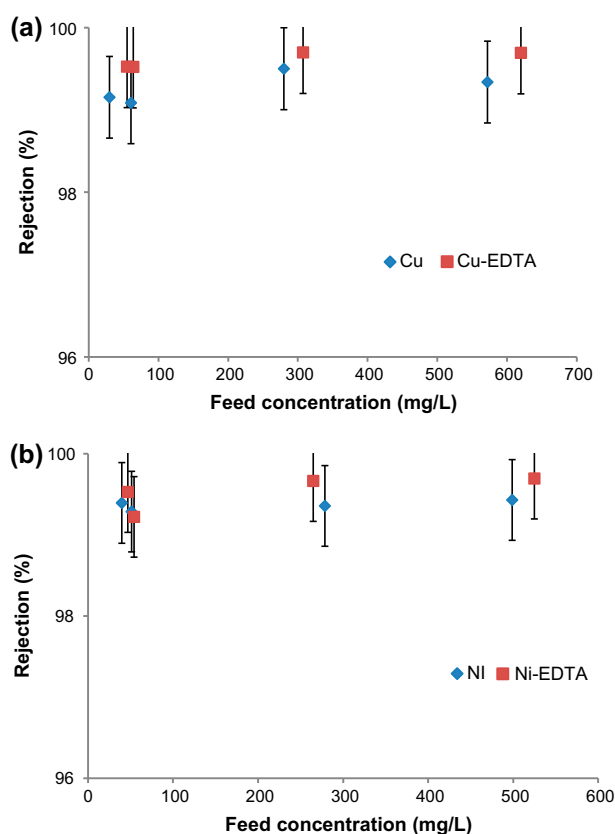 (a)
100
98
96
Rejection (%)
Cu Cu-EDTA
0 100 200 300 400 500 600 700
Feed concentration (mg/L)
(b)
100
98
96
Rejection (%)
NI Ni-EDTA
0 100 200 300 400 500 600
Feed concentration (mg/L)